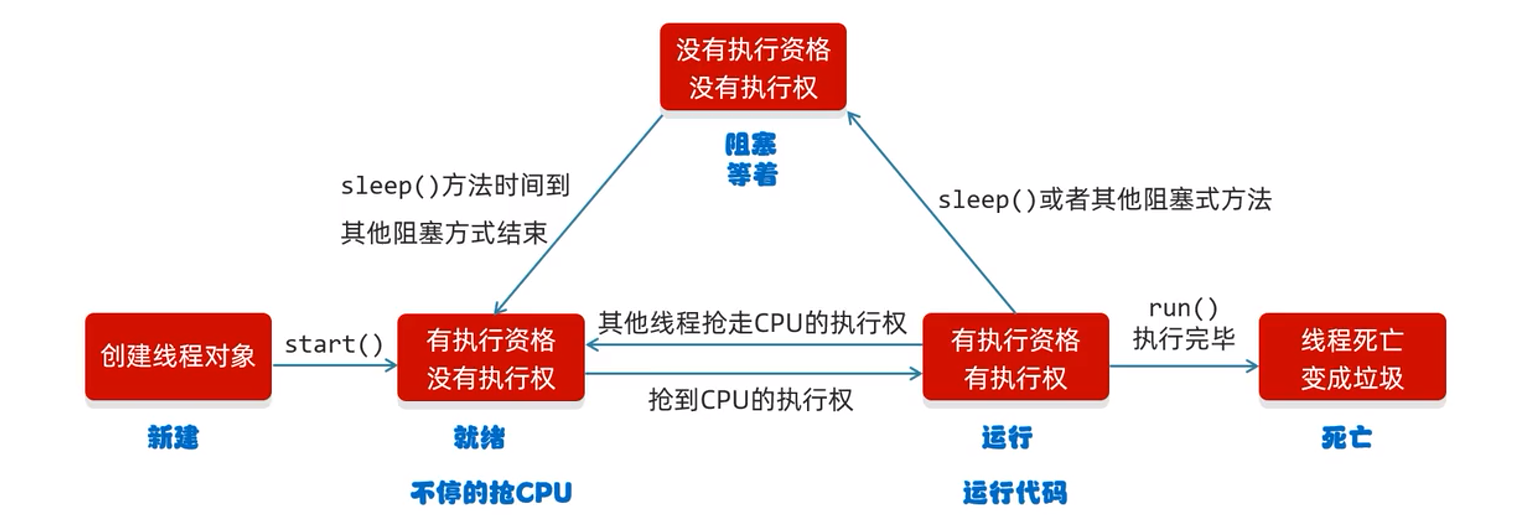 没有执行资格
没有执行权
阻塞
等着
sleep()方法时间到
其他阻塞方式结束
sleep()或者其他阻塞式方法
创建线程对象
新建
start()
有执行资格
没有执行权
就绪
不停的抢CPU
其他线程抢走CPU的执行权
抢到CPU的执行权
有执行资格
有执行权
运行
运行代码
run()
执行完毕
线程死亡
变成垃圾
死亡